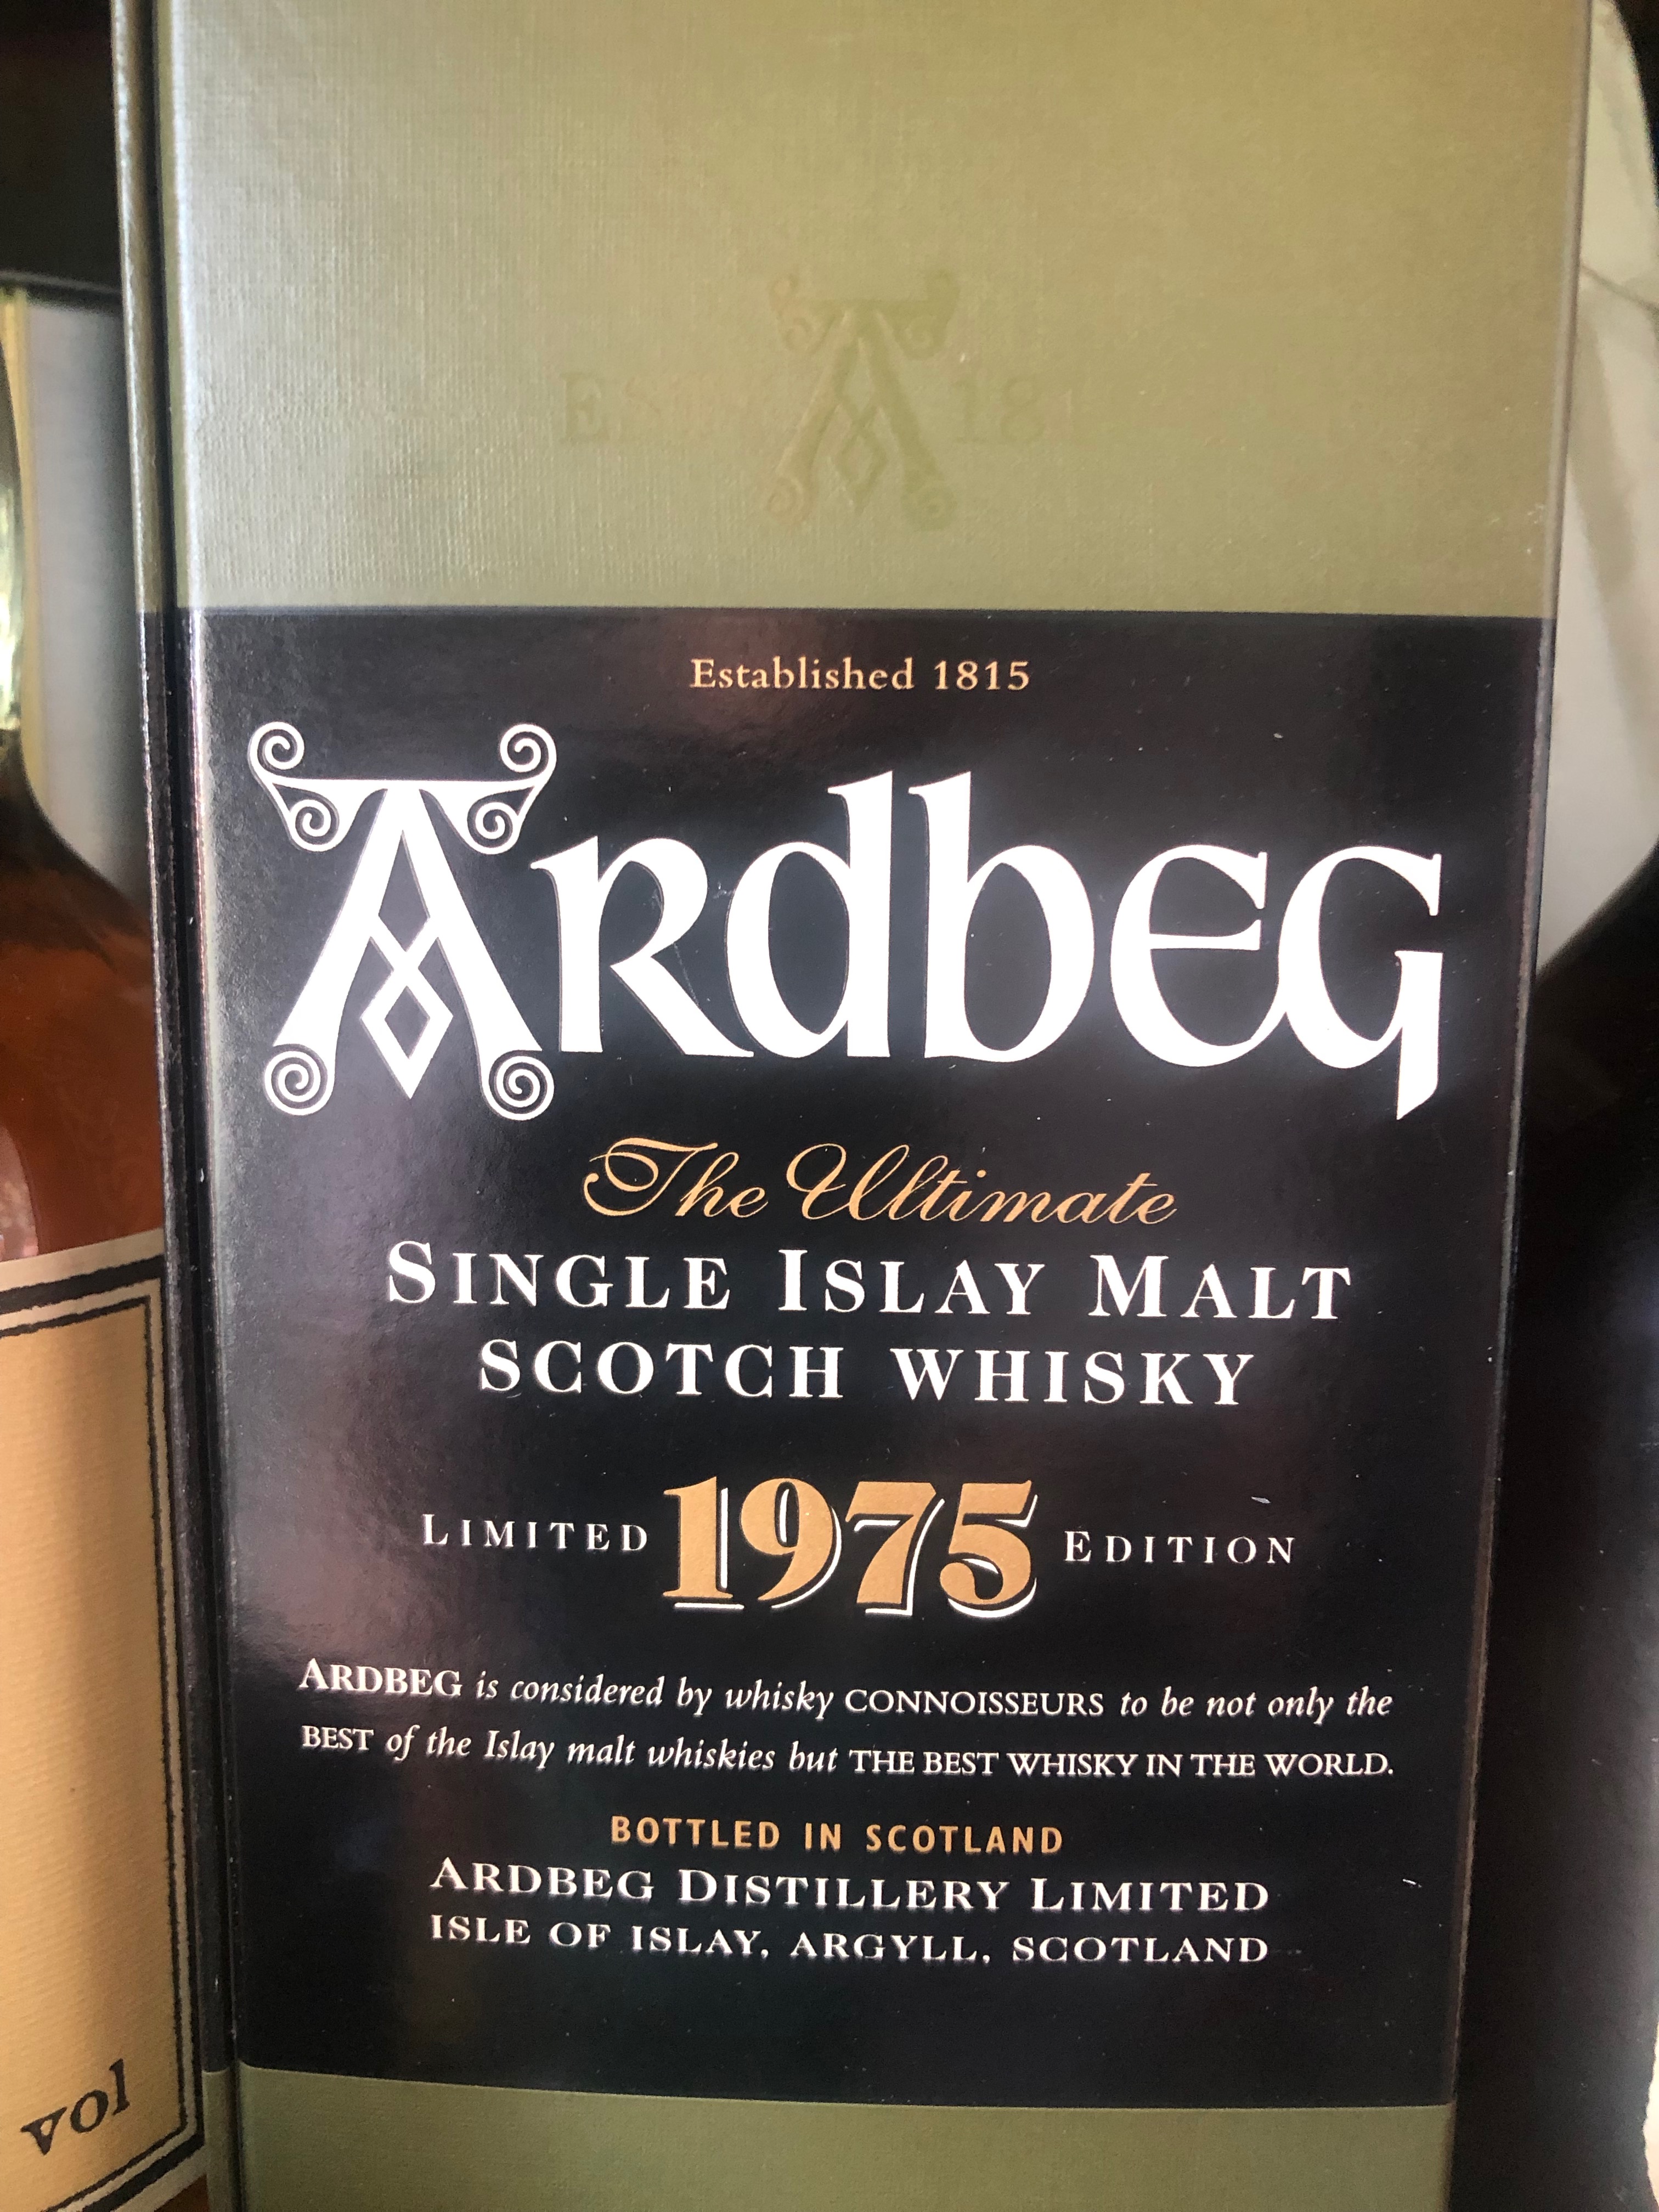 Established 1815
Ardbeg
The Ultimate
SINGLE ISLAY MALT
SCOTCH WHISKY
LIMITED 1975 EDITION
ARDBEG is considered by whisky CONNOISSEURS to be not only the
BEST of the Islay malt whiskies but THE BEST WHISKY IN THE WORLD.
BOTTLED IN SCOTLAND
ARDBEG DISTILLERY LIMITED
ISLE OF ISLAY, ARGYLL, SCOTLAND
vol